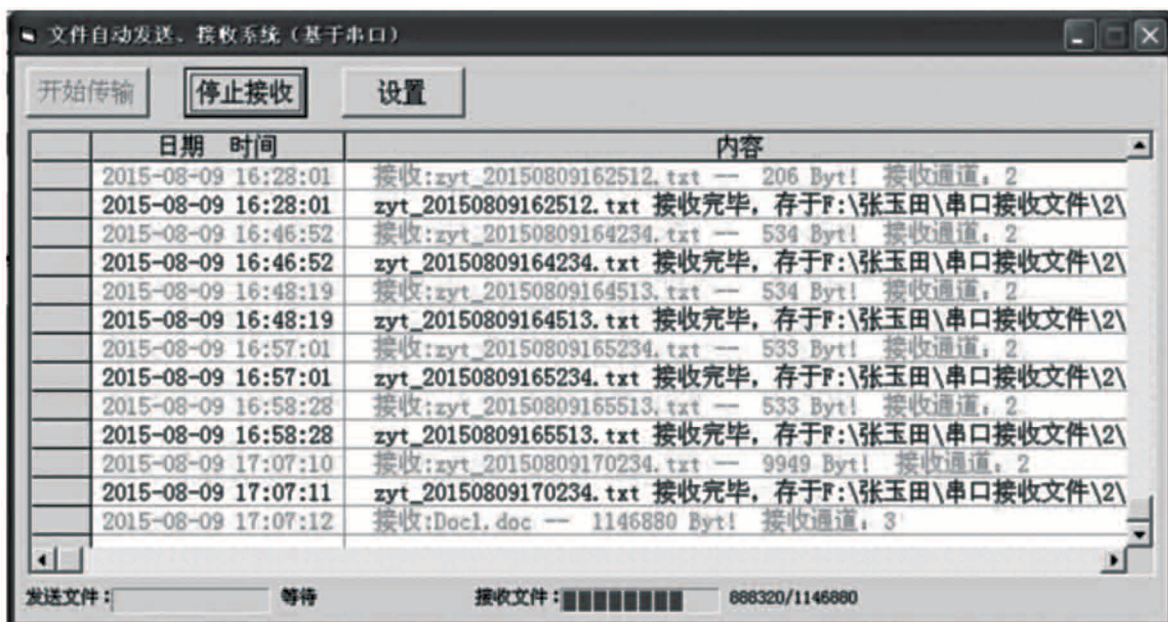 文件自动发送、接收系统（基于串口）
开始传输 停止接收 设置
日期 时间 内容
2015-08-09 16:28:01 接收:zyt_20150809162512.txt -- 206 Byt! 接收通道：2
2015-08-09 16:28:01 zyt_20150809162512.txt 接收完毕，存于F:\张玉田\串口接收文件\2\
2015-08-09 16:46:52 接收:zyt_20150809164234.txt -- 534 Byt! 接收通道：2
2015-08-09 16:46:52 zyt_20150809164234.txt 接收完毕，存于F:\张玉田\串口接收文件\2\
2015-08-09 16:48:19 接收:zyt_20150809164513.txt -- 534 Byt! 接收通道：2
2015-08-09 16:48:19 zyt_20150809164513.txt 接收完毕，存于F:\张玉田\串口接收文件\2\
2015-08-09 16:57:01 接收:zyt_20150809165234.txt -- 533 Byt! 接收通道：2
2015-08-09 16:57:01 zyt_20150809165234.txt 接收完毕，存于F:\张玉田\串口接收文件\2\
2015-08-09 16:58:28 接收:zyt_20150809165513.txt -- 533 Byt! 接收通道：2
2015-08-09 16:58:28 zyt_20150809165513.txt 接收完毕，存于F:\张玉田\串口接收文件\2\
2015-08-09 17:07:10 接收:zyt_20150809170234.txt -- 9949 Byt! 接收通道：2
2015-08-09 17:07:11 zyt_20150809170234.txt 接收完毕，存于F:\张玉田\串口接收文件\2\
2015-08-09 17:07:12 接收:Doc1.doc -- 1146880 Byt! 接收通道：3
发送文件： 等待 接收文件： 888320/1146880